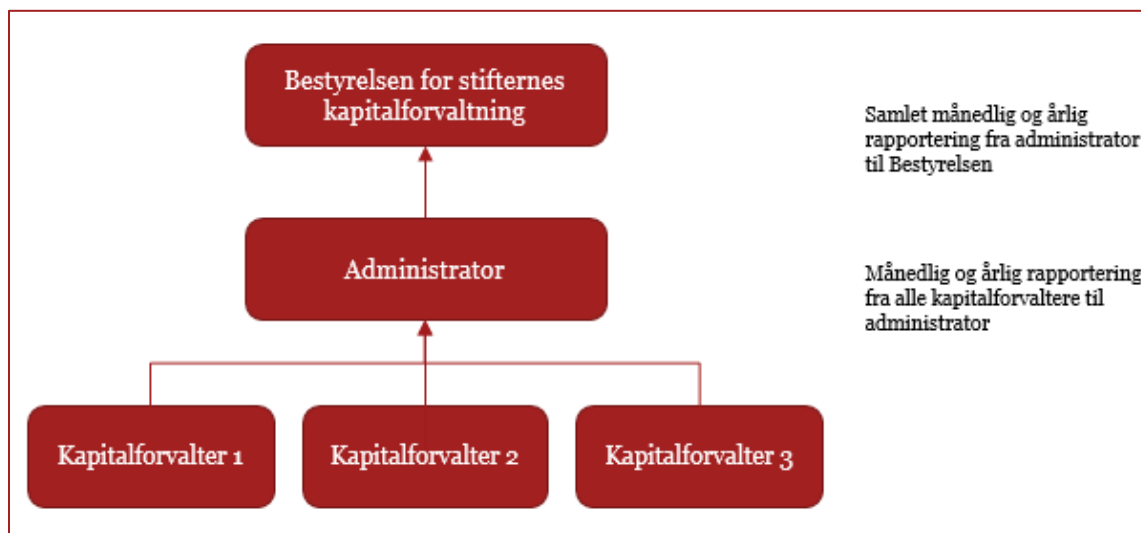 Bestyrelsen for stifternes
kapitalforvaltning
Samlet månedlig og årlig
rapportering fra administrator
til Bestyrelsen
Administrator
Månedlig og årlig rapportering
fra alle kapitalforvaltere til
administrator
Kapitalforvalter 1
Kapitalforvalter 2
Kapitalforvalter 3